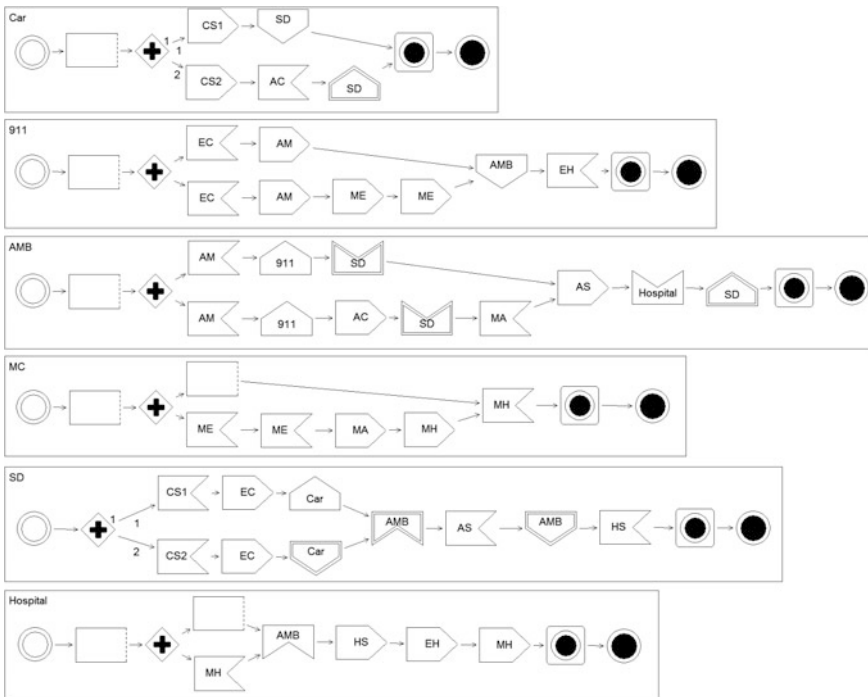 Car
CS1
SD
1
1
2
CS2
AC
SD
911
EC
AM
AMB
EH
EC
AM
ME
ME
AMB
AM
911
SD
AS
Hospital
SD
AM
911
AC
SD
MA
MC
MH
ME
ME
MA
MH
SD
CS1
EC
Car
1
1
2
AMB
AS
AMB
HS
CS2
EC
Car
Hospital
AMB
HS
EH
MH
MH